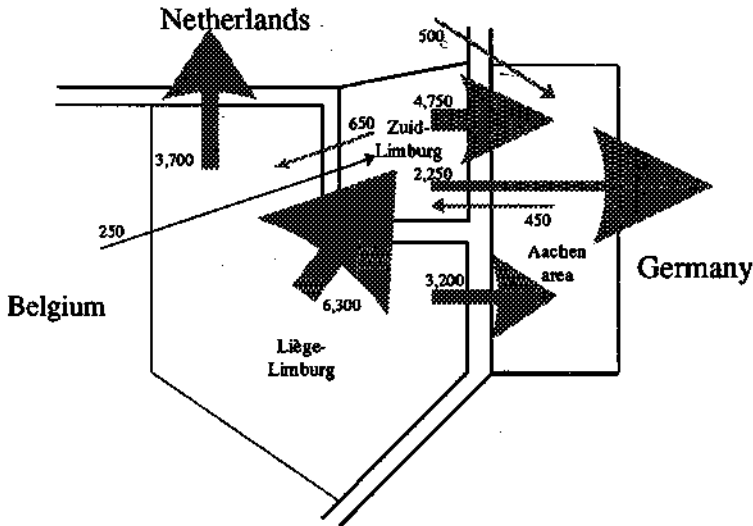 Netherlands
500
4,750
650
Zuid-
Limburg
3,700
2,250
250
450
Aachen
area
Germany
3,200
6,300
Belgium
Liège-
Limburg